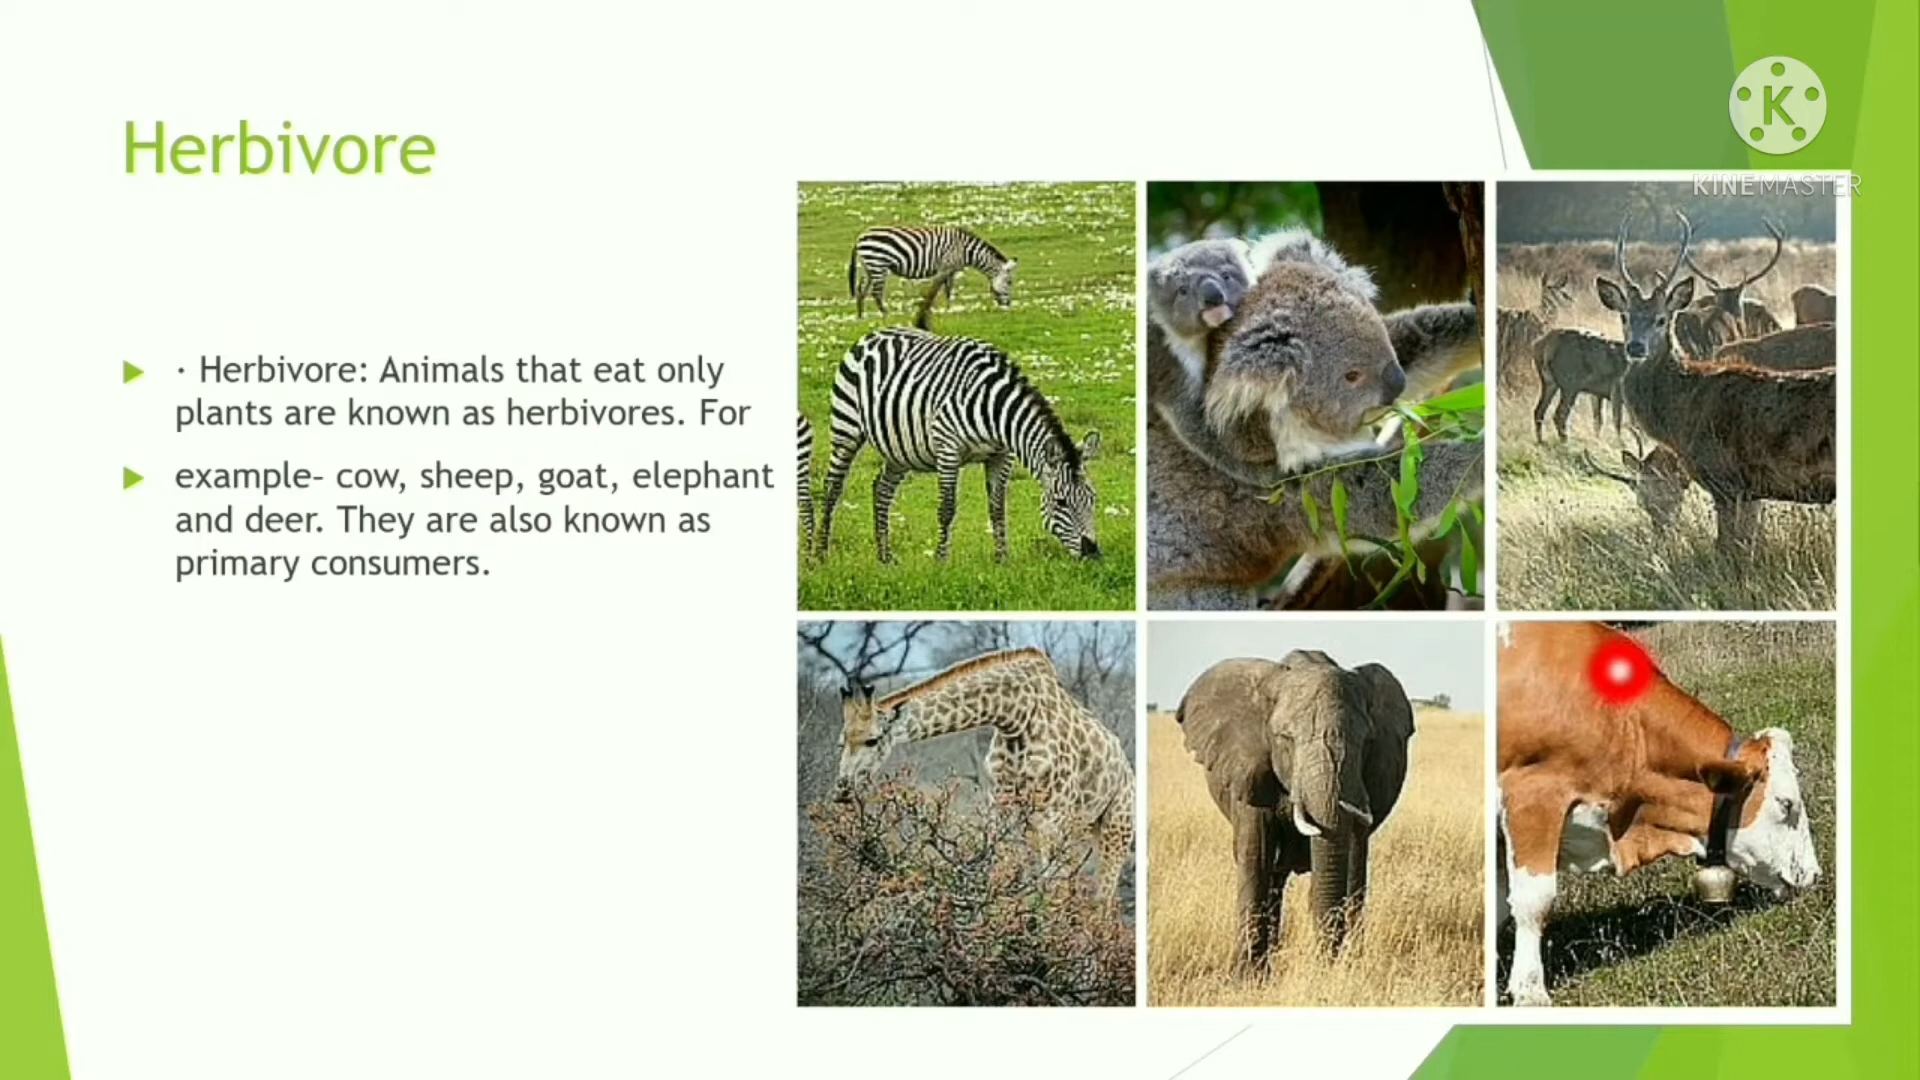 K
KINEMASTER
Herbivore
· Herbivore: Animals that eat only
plants are known as herbivores. For
example- cow, sheep, goat, elephant
and deer. They are also known as
primary consumers.